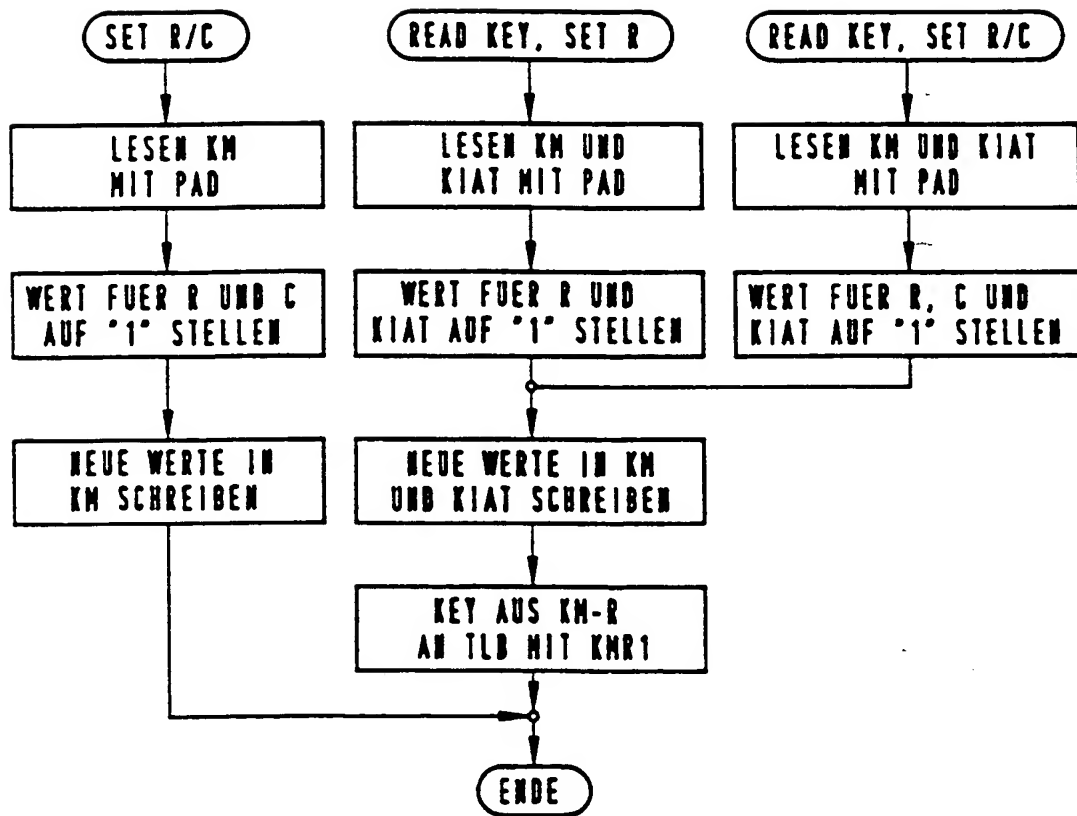 SET R/C
READ KEY, SET R
READ KEY, SET R/C
LESEN KM
MIT PAD
LESEN KM UND
KIAT MIT PAD
LESEN KM UND KIAT
MIT PAD
WERT FUER R UND C
AUF "1" STELLEN
WERT FUER R UND
KIAT AUF "1" STELLEN
WERT FUER R, C UND
KIAT AUF "1" STELLEN
NEUE WERTE IN
KM SCHREIBEN
NEUE WERTE IN KM
UND KIAT SCHREIBEN
KEY AUS KM-R
AN TLB MIT KMR1
ENDE